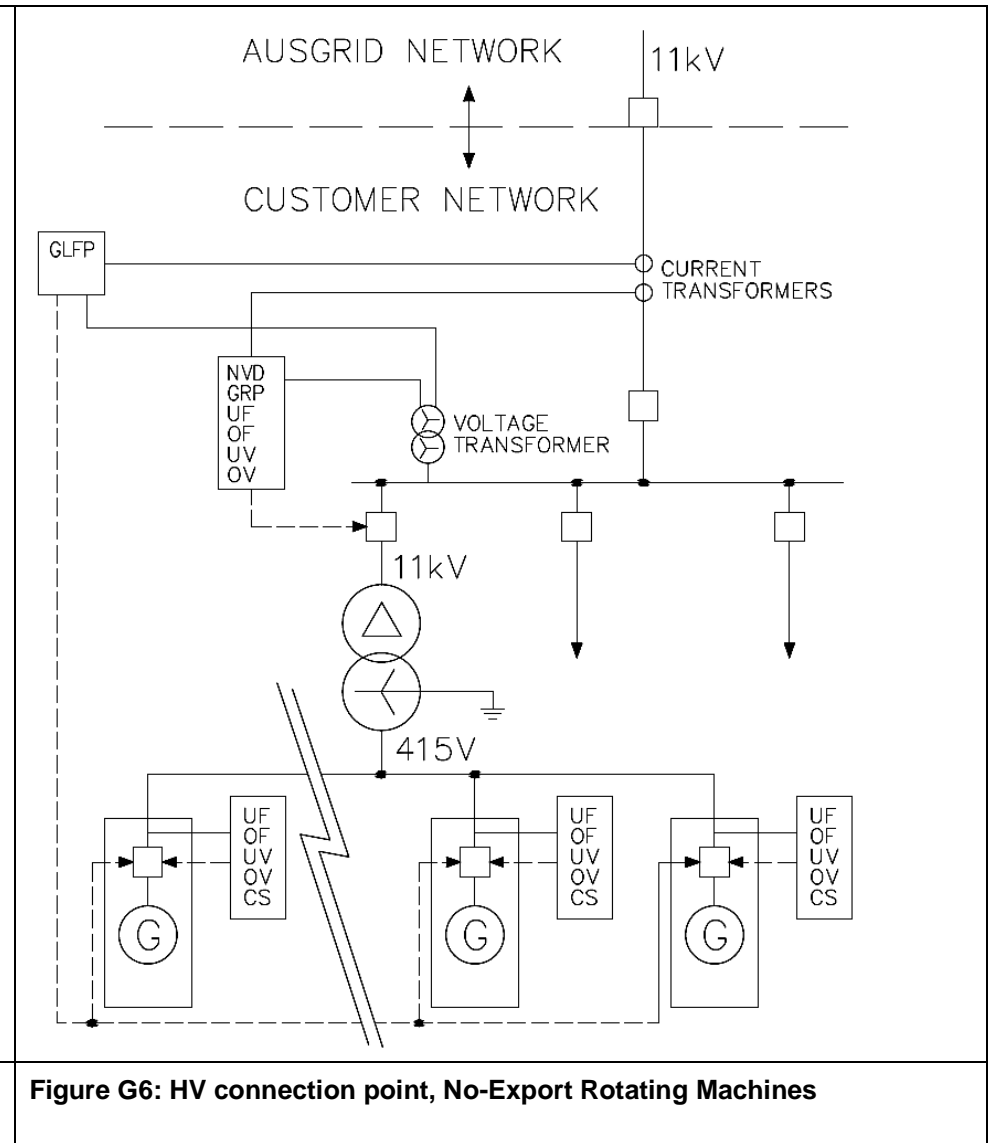 AUSGRID NETWORK
11kV
CUSTOMER NETWORK
GLFP
CURRENT
TRANSFORMERS
NVD
GRP
UF
OF
UV
OV
VOLTAGE
TRANSFORMER
11kV
415V
UF
OF
UV
OV
CS
UF
OF
UV
OV
CS
UF
OF
UV
OV
CS
G
G
G
Figure G6: HV connection point, No-Export Rotating Machines